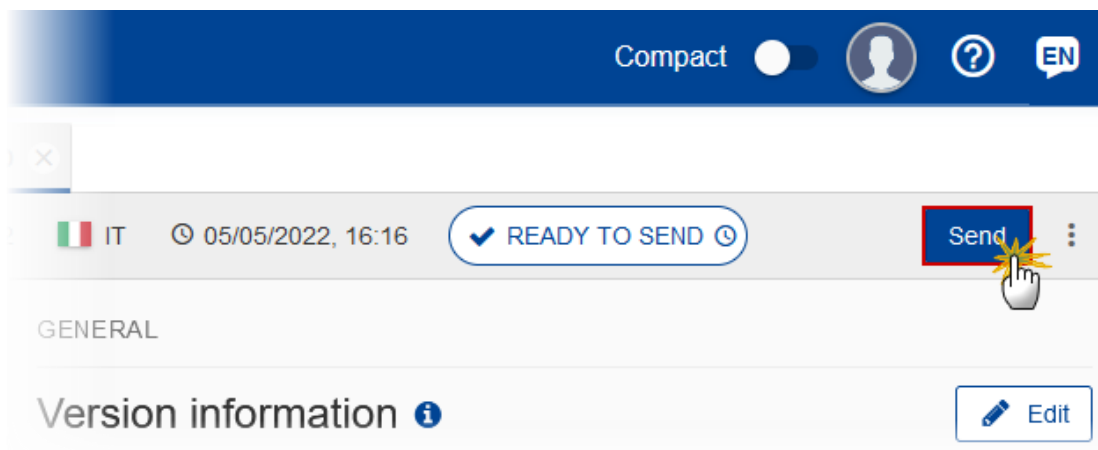 Compact EN
IT 05/05/2022, 16:16 READY TO SEND Send
GENERAL
Version information
Edit